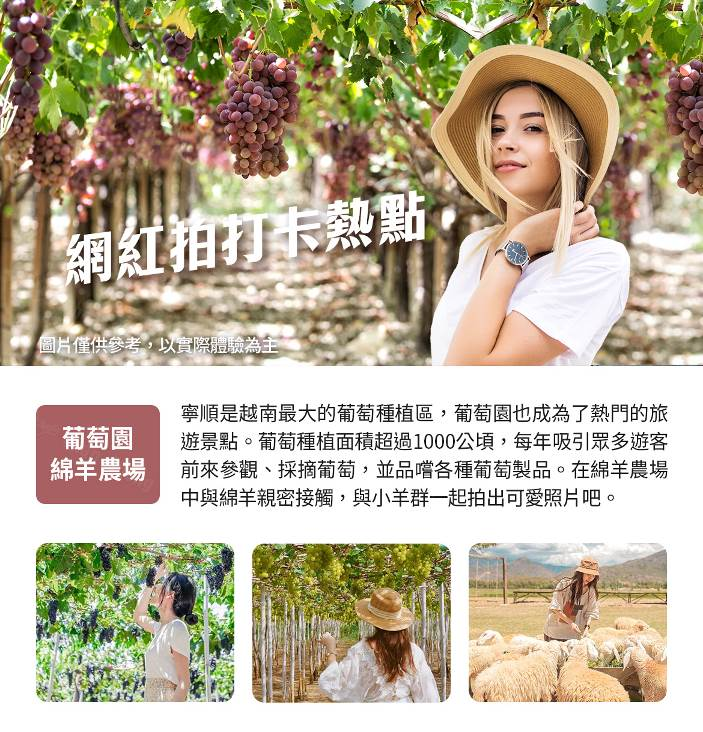 網紅拍打卡熱點
圖片僅供參考，以實際體驗為主
葡萄園
綿羊農場
寧順是越南最大的葡萄種植區，葡萄園也成為了熱門的旅
遊景點。葡萄種植面積超過1000公頃，每年吸引眾多遊客
前來參觀、採摘葡萄，並品嚐各種葡萄製品。在綿羊農場
中與綿羊親密接觸，與小羊群一起拍出可愛照片吧。